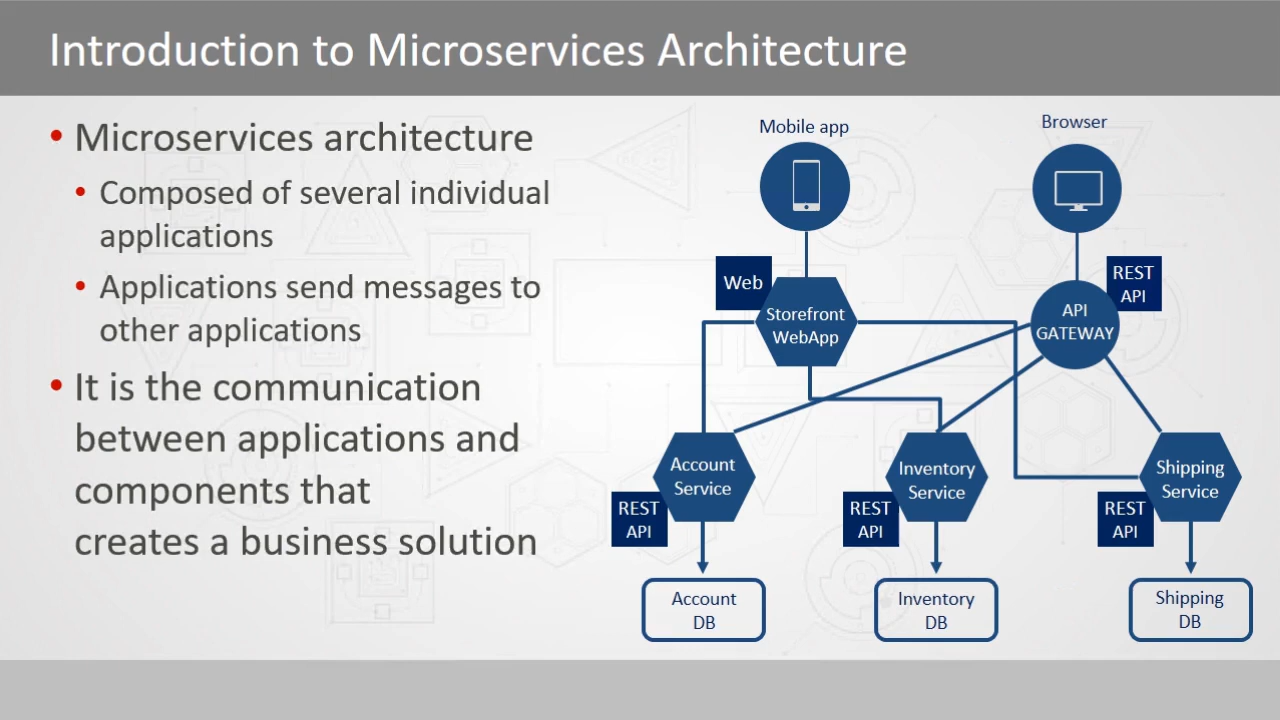 Introduction to Microservices Architecture
• Microservices architecture
• Composed of several individual
applications
• Applications send messages to
other applications
• It is the communication
between applications and
components that
creates a business solution
Mobile app
Browser
Web
Storefront
WebApp
REST
API
API
GATEWAY
Account
Service
REST
API
Inventory
Service
REST
API
Shipping
Service
REST
API
Account
DB
Inventory
DB
Shipping
DB